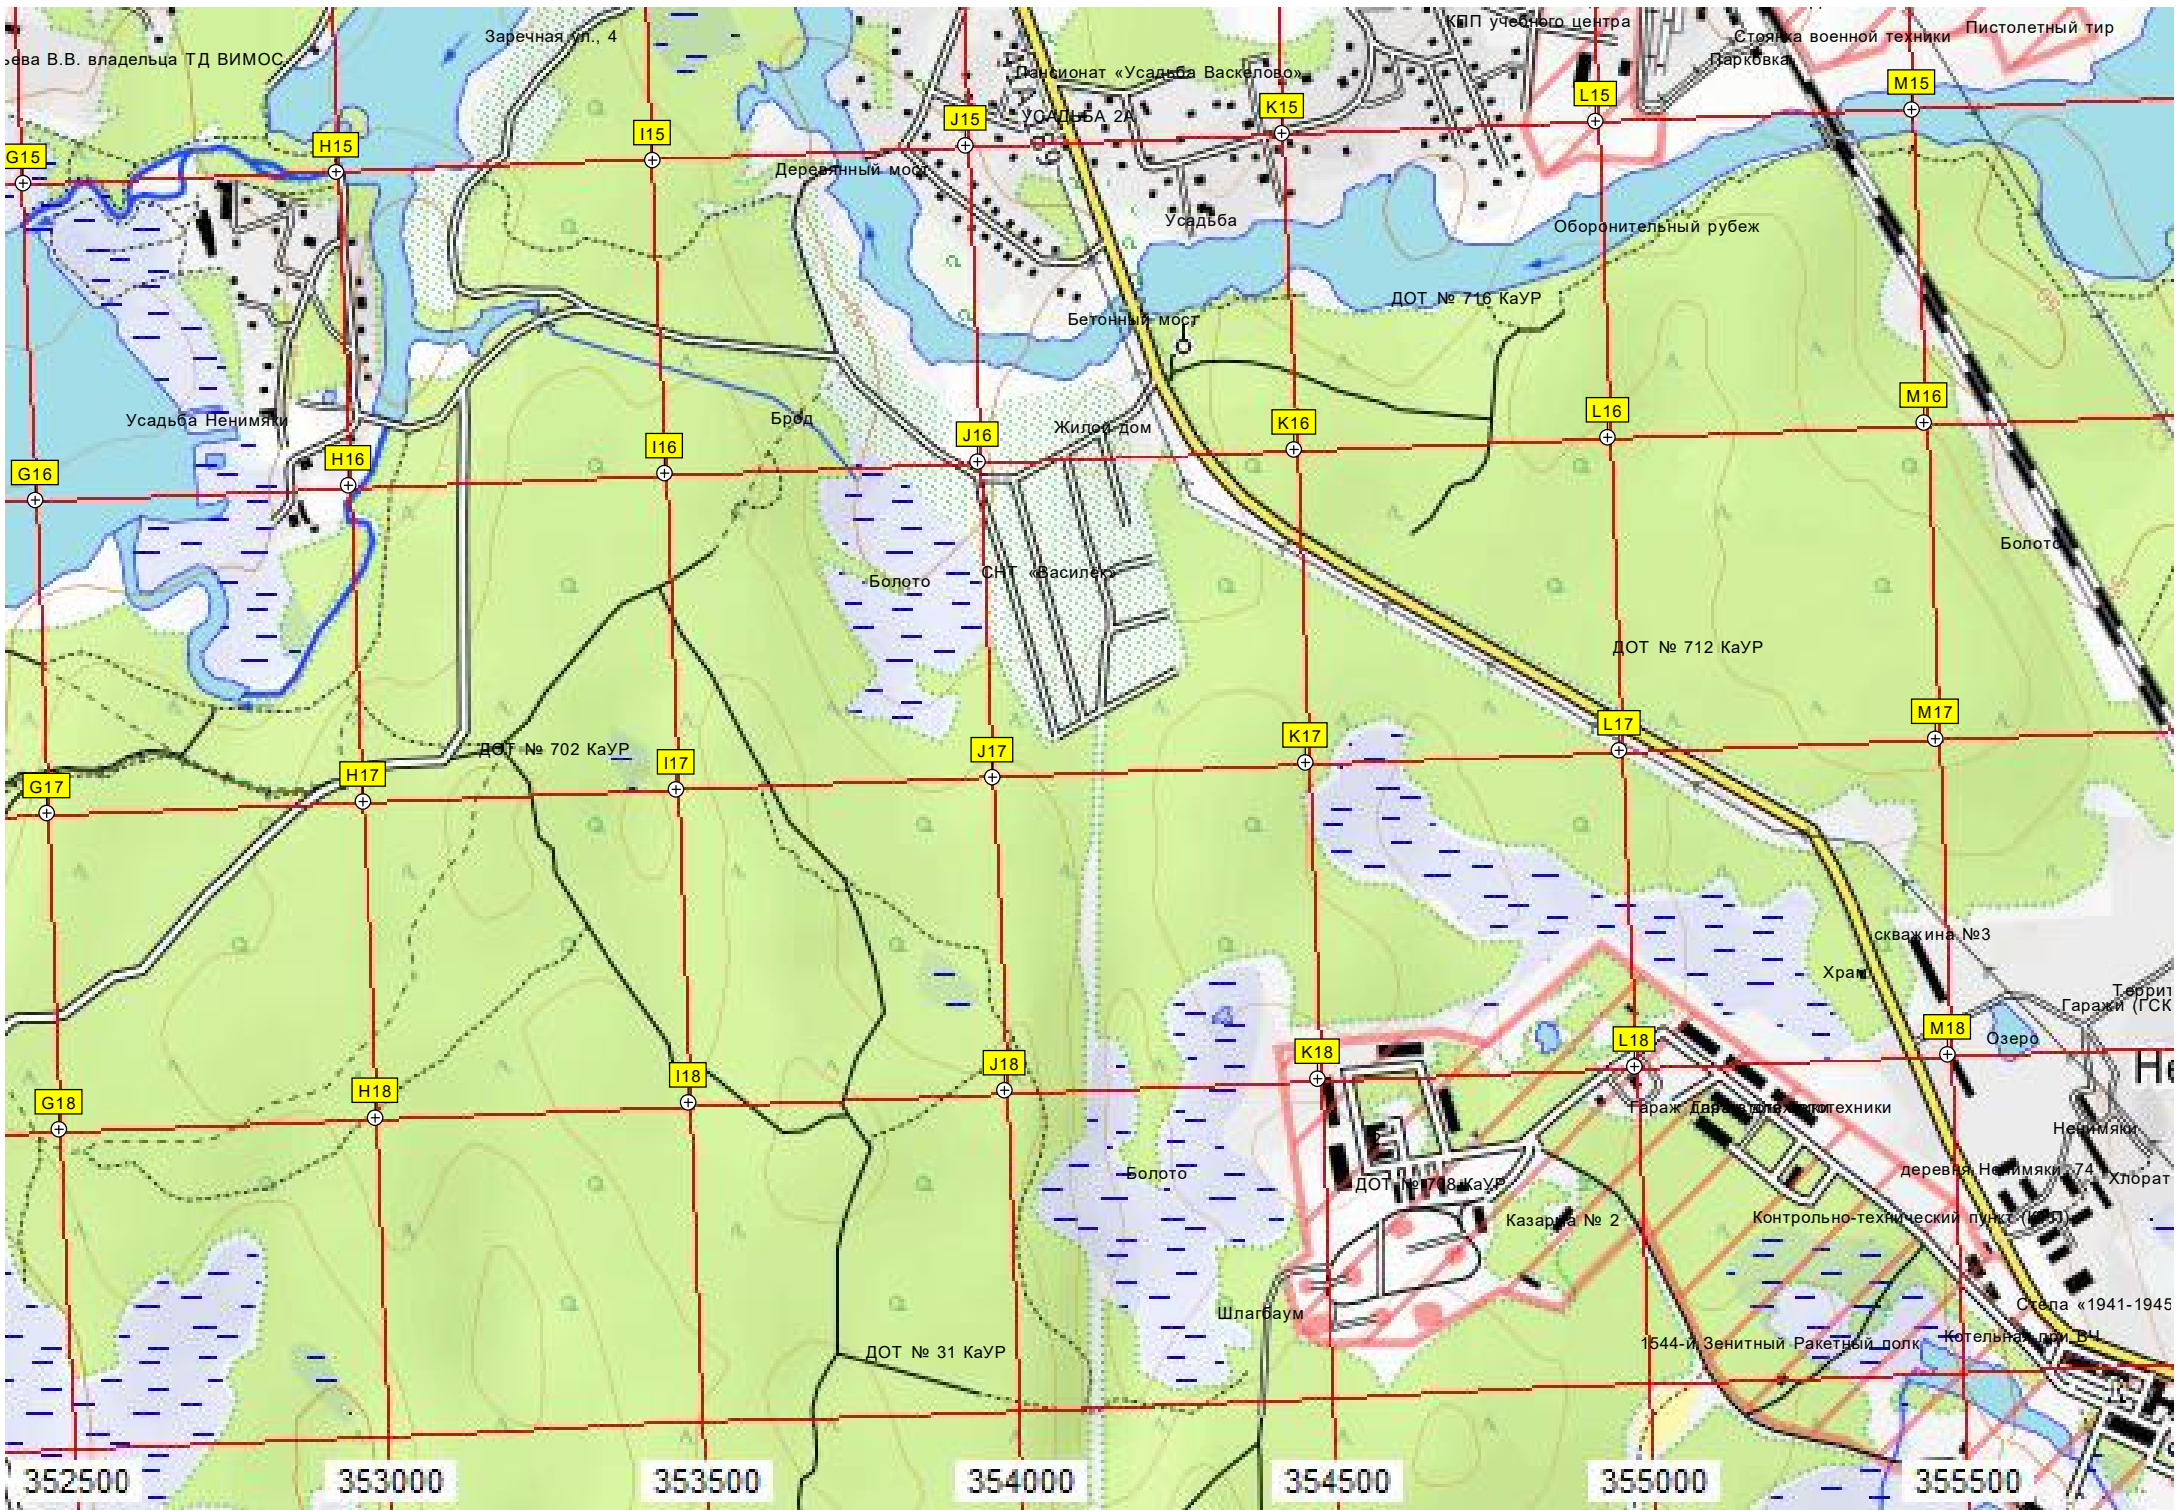 КПП учебного центра
Пистолетный тир
Заречная ул., 4
Стоянка военной техники
ьева В.В. владельца ТД ВИМОС
Парковка
Пансионат «Усадьба Васкелово»
M15
L15
K15
УСАДЬБА 2А
J15
I15
H15
G15
Деревянный мост
Усадьба
Оборонительный рубеж
ДОТ № 716 КаУР
Бетонный мост
M16
L16
K16
Усадьба Ненимяки
Брод
Жилой дом
J16
I16
H16
G16
Болото
Болото
СНТ «Василек»
ДОТ № 712 КаУР
M17
L17
K17
ДОТ № 702 КаУР
J17
I17
H17
G17
скважина №3
Храм
Террит
Гаражи (ГСК
M18
Озеро
L18
K18
J18
Не
I18
H18
G18
Гараж
техники
Ненимяки
Болото
деревня Ненимяки, 74
Хлорат
ДОТ № 708 КаУР
Казарма № 2
Контрольно-технический пункт (КТП)
Стела «1941-1945
Шлагбаум
Котельная при ВЧ
1544-й Зенитный Ракетный полк
ДОТ № 31 КаУР
352500
353000
353500
354000
354500
355000
355500